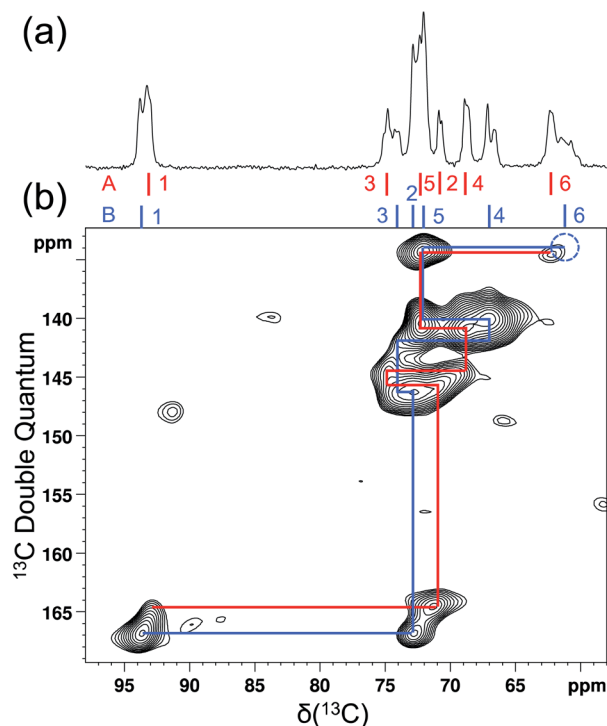 (a)
A 1 3 5 2 4 6
2
(b)
B 1 3 5 4 6
ppm
140
145
150
155
160
165
¹³C Double Quantum
95 90 85 80 75 70 65 ppm
δ(¹³C)